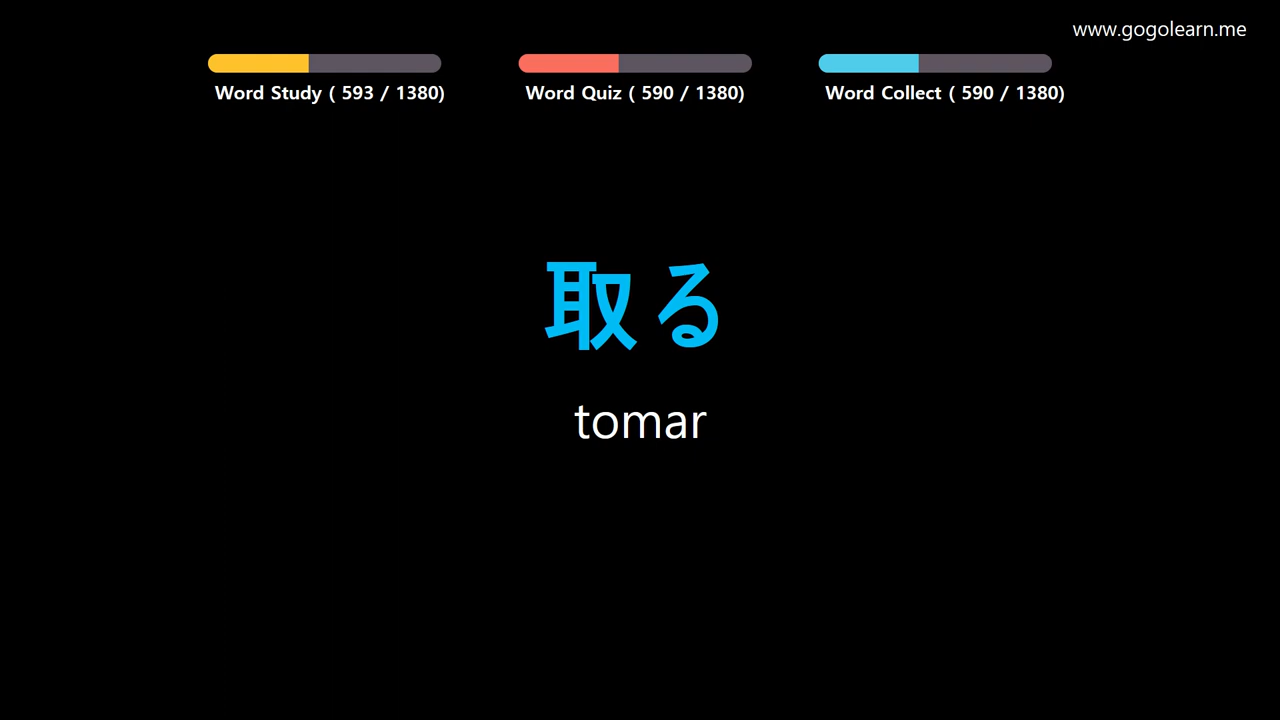 www.gogolearn.me
Word Study ( 593 / 1380)
Word Quiz ( 590 / 1380)
Word Collect ( 590 / 1380)
取る
tomar